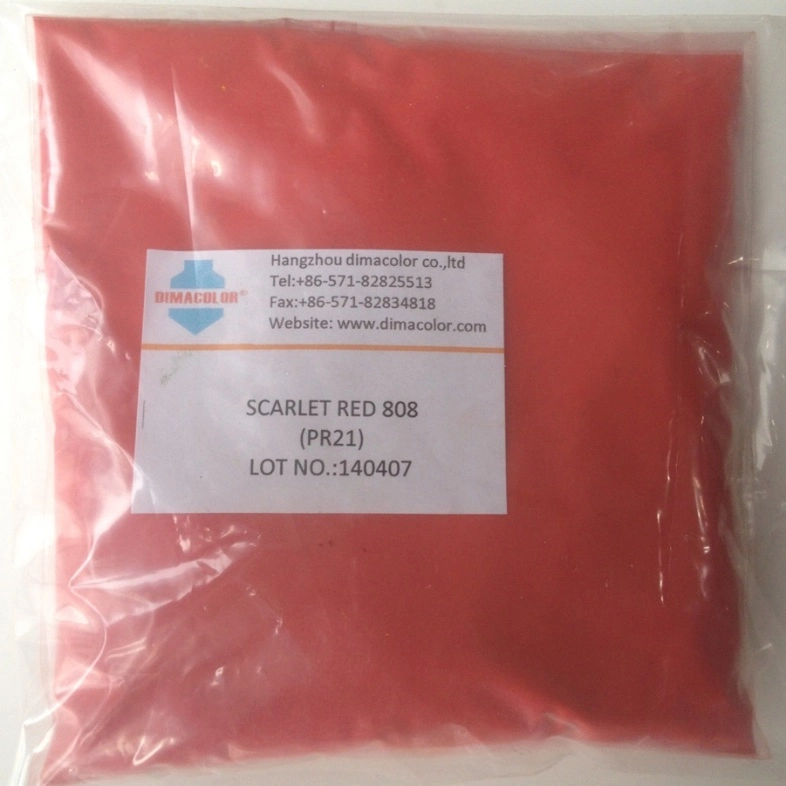 DIMACOLOR®
Hangzhou dimacolor co.,ltd
Tel:+86-571-82825513
Fax:+86-571-82834818
Website: www.dimacolor.com
SCARLET RED 808
(PR21)
LOT NO.:140407